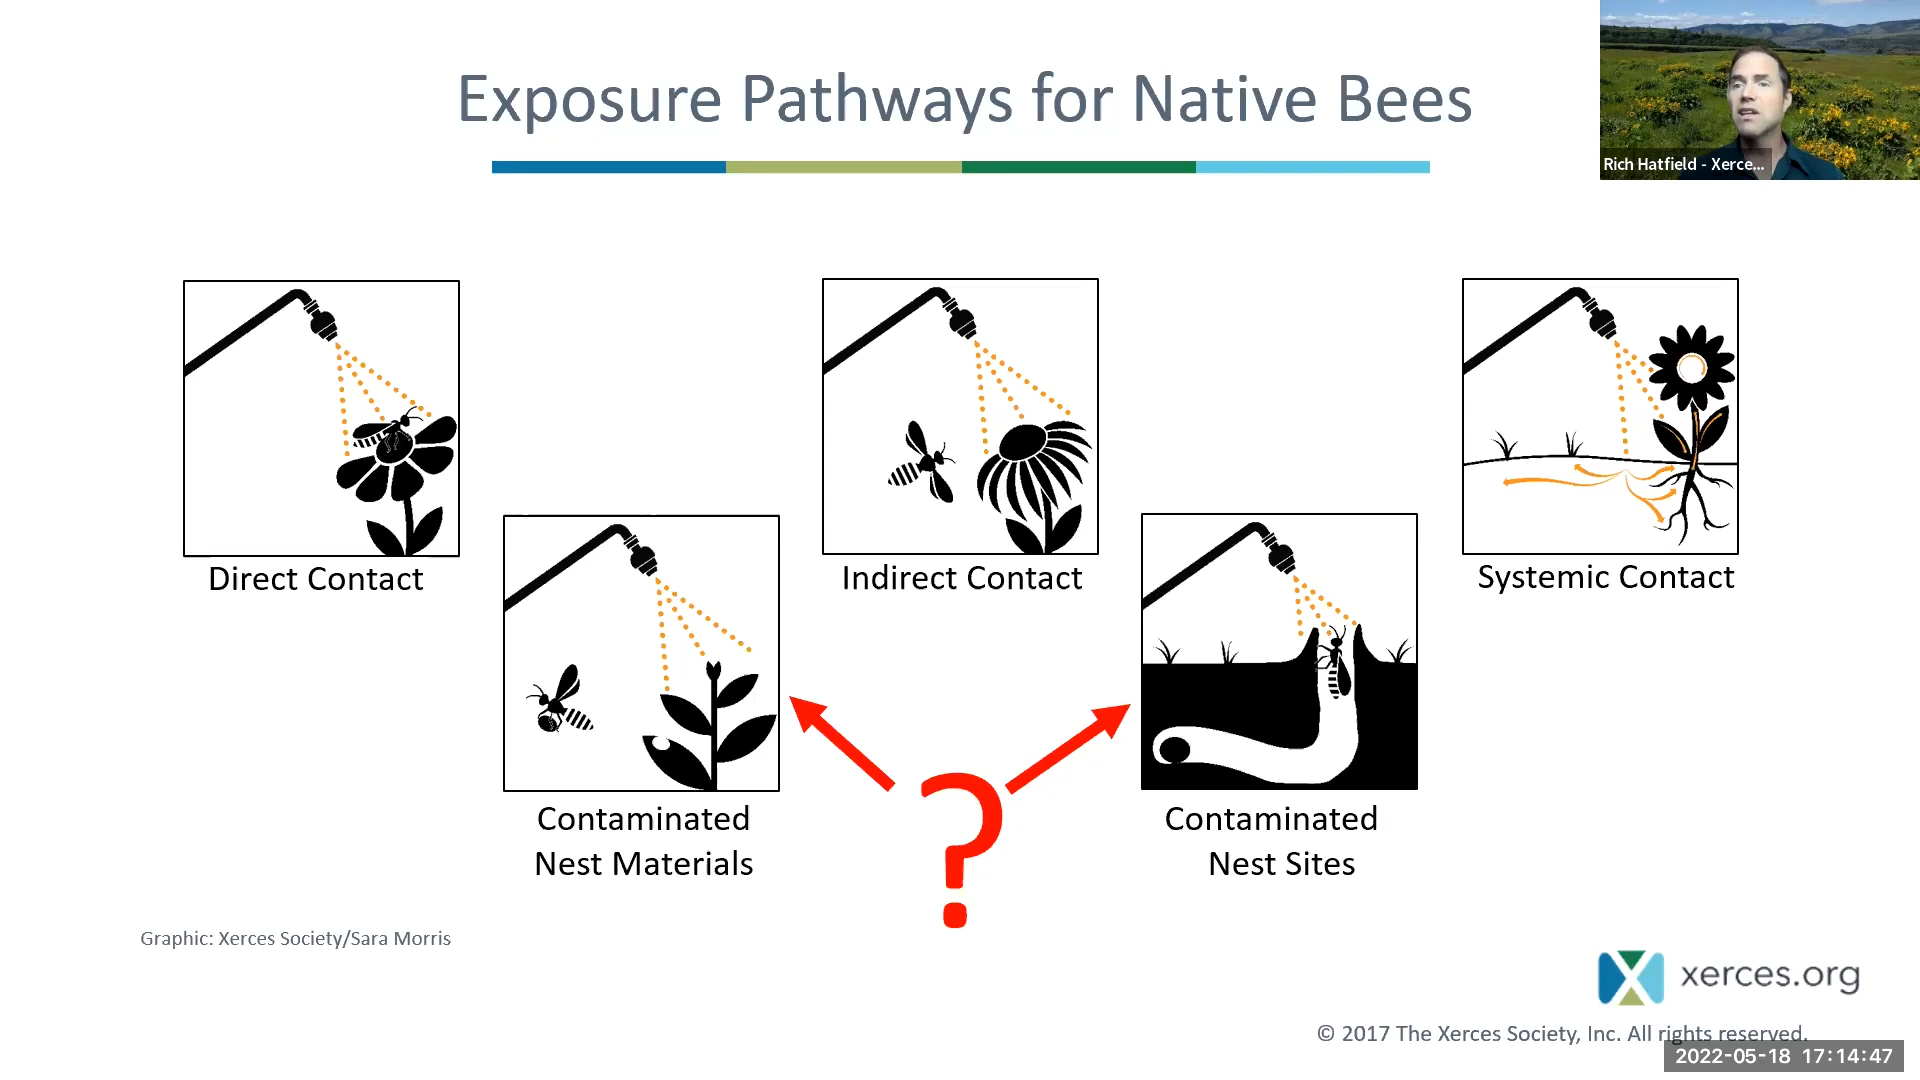 Exposure Pathways for Native Bees
Rich Hatfield - Xerce...
Direct Contact
Indirect Contact
Systemic Contact
Contaminated
Nest Materials
?
Contaminated
Nest Sites
Graphic: Xerces Society/Sara Morris
xerces.org
© 2017 The Xerces Society, Inc. All rights reserved.
2022-05-18 17:14:47